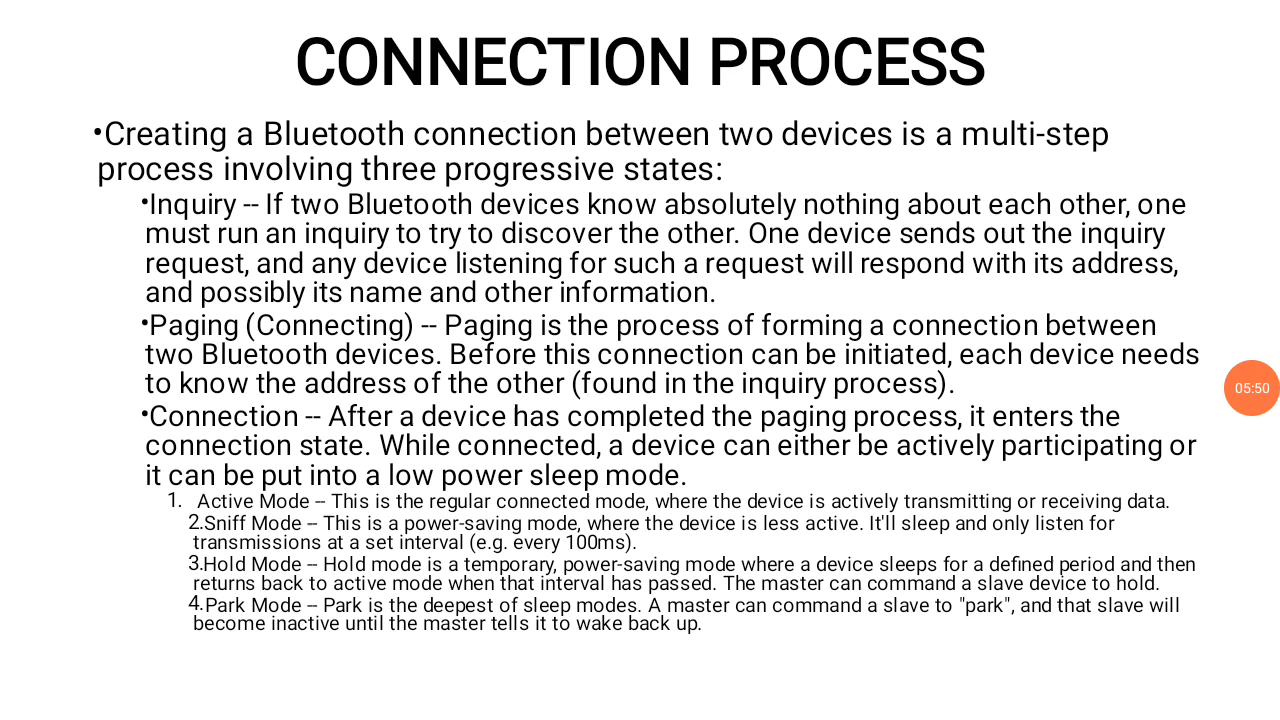 CONNECTION PROCESS
•Creating a Bluetooth connection between two devices is a multi-step
process involving three progressive states:
•Inquiry -- If two Bluetooth devices know absolutely nothing about each other, one
must run an inquiry to try to discover the other. One device sends out the inquiry
request, and any device listening for such a request will respond with its address,
and possibly its name and other information.
•Paging (Connecting) -- Paging is the process of forming a connection between
two Bluetooth devices. Before this connection can be initiated, each device needs
to know the address of the other (found in the inquiry process).
•Connection -- After a device has completed the paging process, it enters the
connection state. While connected, a device can either be actively participating or
it can be put into a low power sleep mode.
1. Active Mode -- This is the regular connected mode, where the device is actively transmitting or receiving data.
2.Sniff Mode -- This is a power-saving mode, where the device is less active. It'll sleep and only listen for
transmissions at a set interval (e.g. every 100ms).
3.Hold Mode -- Hold mode is a temporary, power-saving mode where a device sleeps for a defined period and then
returns back to active mode when that interval has passed. The master can command a slave device to hold.
4.Park Mode -- Park is the deepest of sleep modes. A master can command a slave to "park", and that slave will
become inactive until the master tells it to wake back up.
05:50